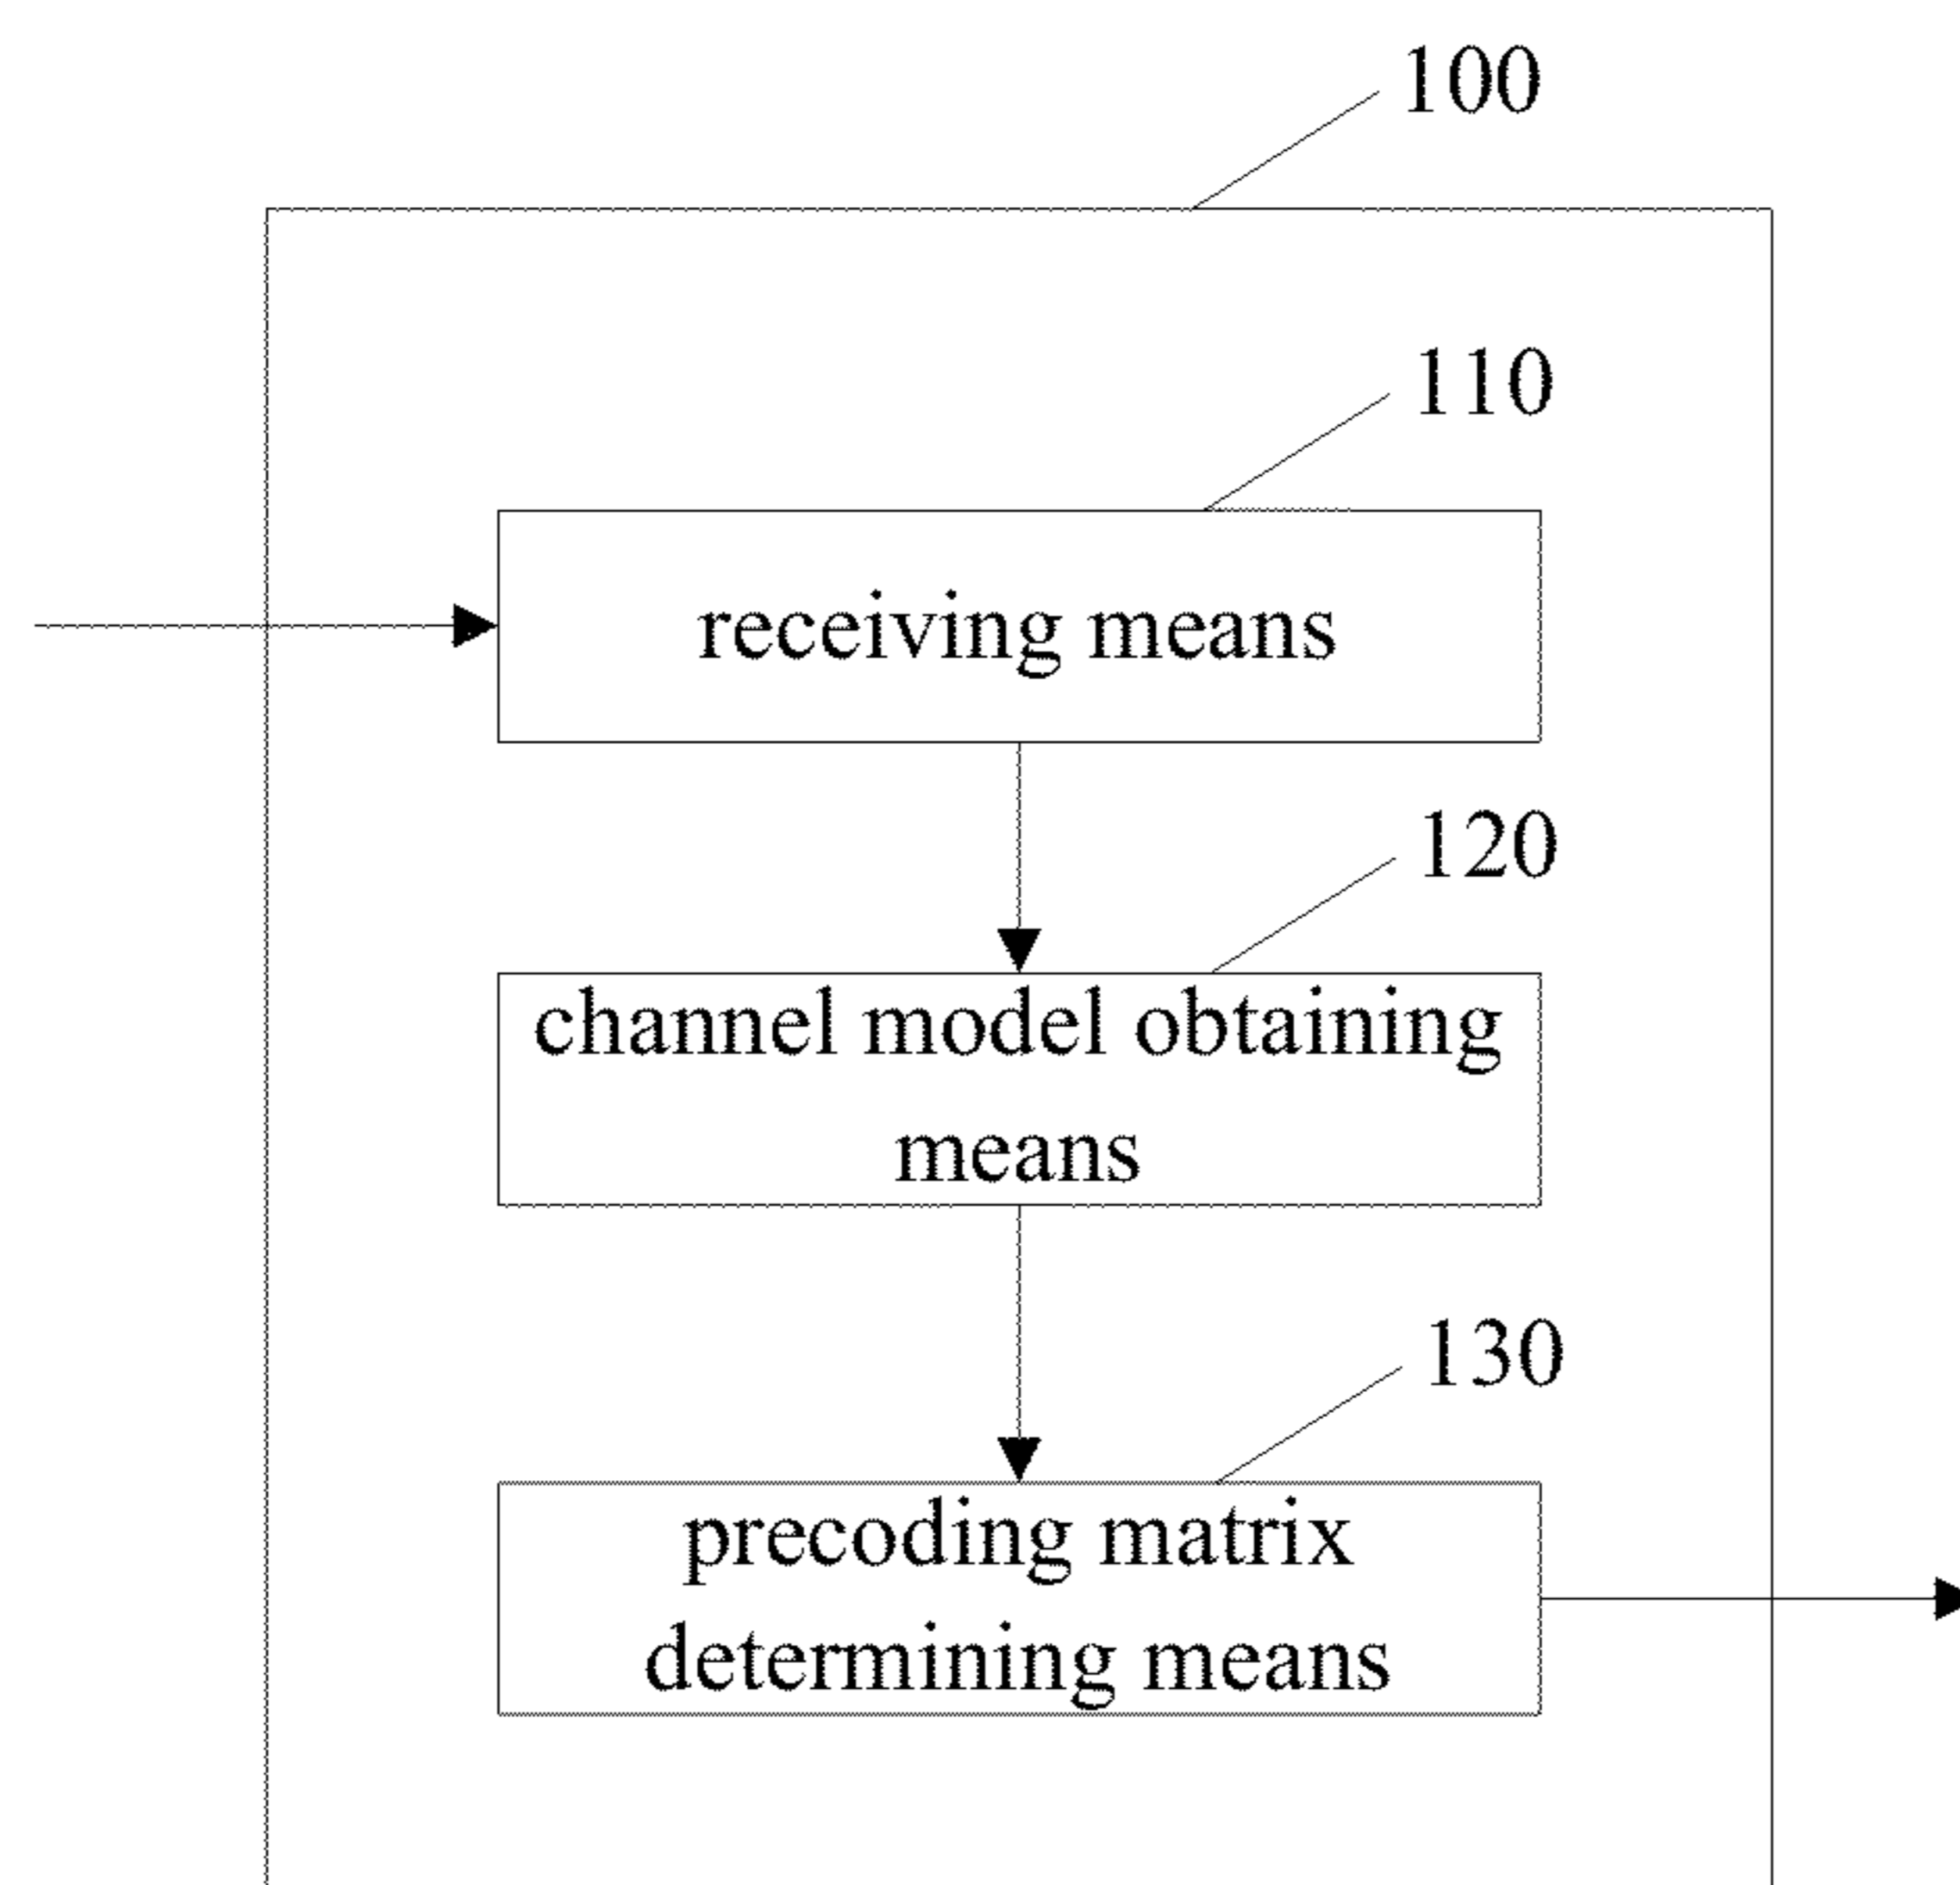 100
110
receiving means
120
channel model obtaining
means
130
precoding matrix
determining means